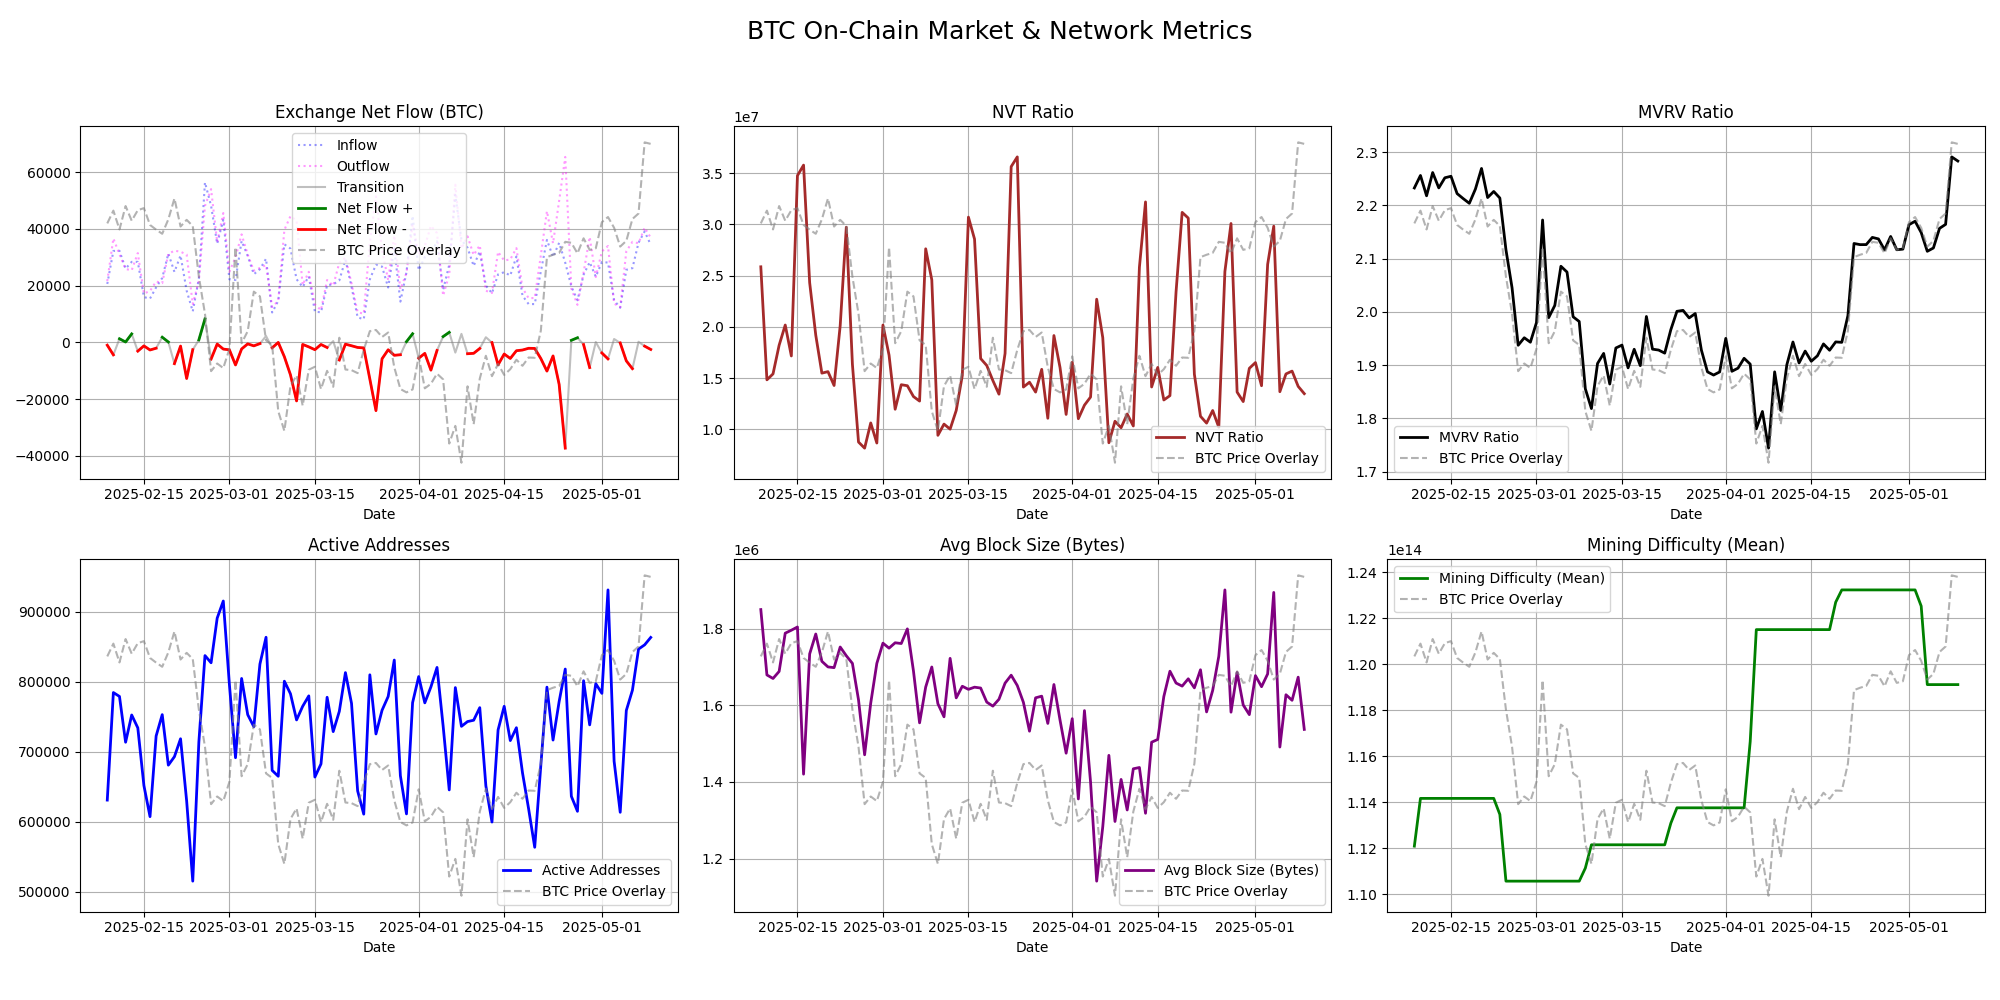 BTC On-Chain Market & Network Metrics
Exchange Net Flow (BTC)
60000
40000
20000
0
−20000
−40000
Inflow
Outflow
Transition
Net Flow +
Net Flow -
BTC Price Overlay
2025-02-15 2025-03-01 2025-03-15 2025-04-01 2025-04-15 2025-05-01
Date
NVT Ratio
1e7
3.5
3.0
2.5
2.0
1.5
1.0
NVT Ratio
BTC Price Overlay
2025-02-15 2025-03-01 2025-03-15 2025-04-01 2025-04-15 2025-05-01
Date
MVRV Ratio
2.3
2.2
2.1
2.0
1.9
1.8
1.7
MVRV Ratio
BTC Price Overlay
2025-02-15 2025-03-01 2025-03-15 2025-04-01 2025-04-15 2025-05-01
Date
Active Addresses
900000
800000
700000
600000
500000
Active Addresses
BTC Price Overlay
2025-02-15 2025-03-01 2025-03-15 2025-04-01 2025-04-15 2025-05-01
Date
Avg Block Size (Bytes)
1e6
1.8
1.6
1.4
1.2
Avg Block Size (Bytes)
BTC Price Overlay
2025-02-15 2025-03-01 2025-03-15 2025-04-01 2025-04-15 2025-05-01
Date
Mining Difficulty (Mean)
1e14
1.24
1.22
1.20
1.18
1.16
1.14
1.12
1.10
Mining Difficulty (Mean)
BTC Price Overlay
2025-02-15 2025-03-01 2025-03-15 2025-04-01 2025-04-15 2025-05-01
Date